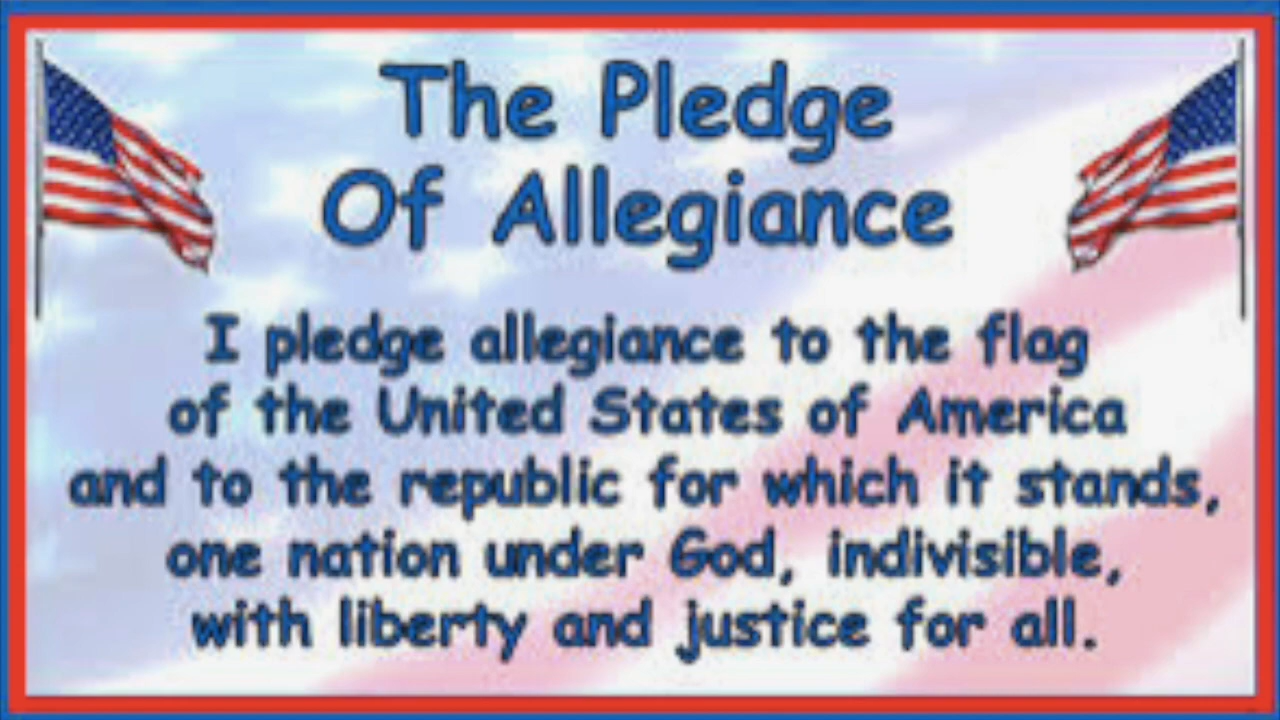 The Pledge
Of Allegiance
I pledge allegiance to the flag
of the United States of America
and to the republic for which it stands,
one nation under God, indivisible,
with liberty and justice for all.